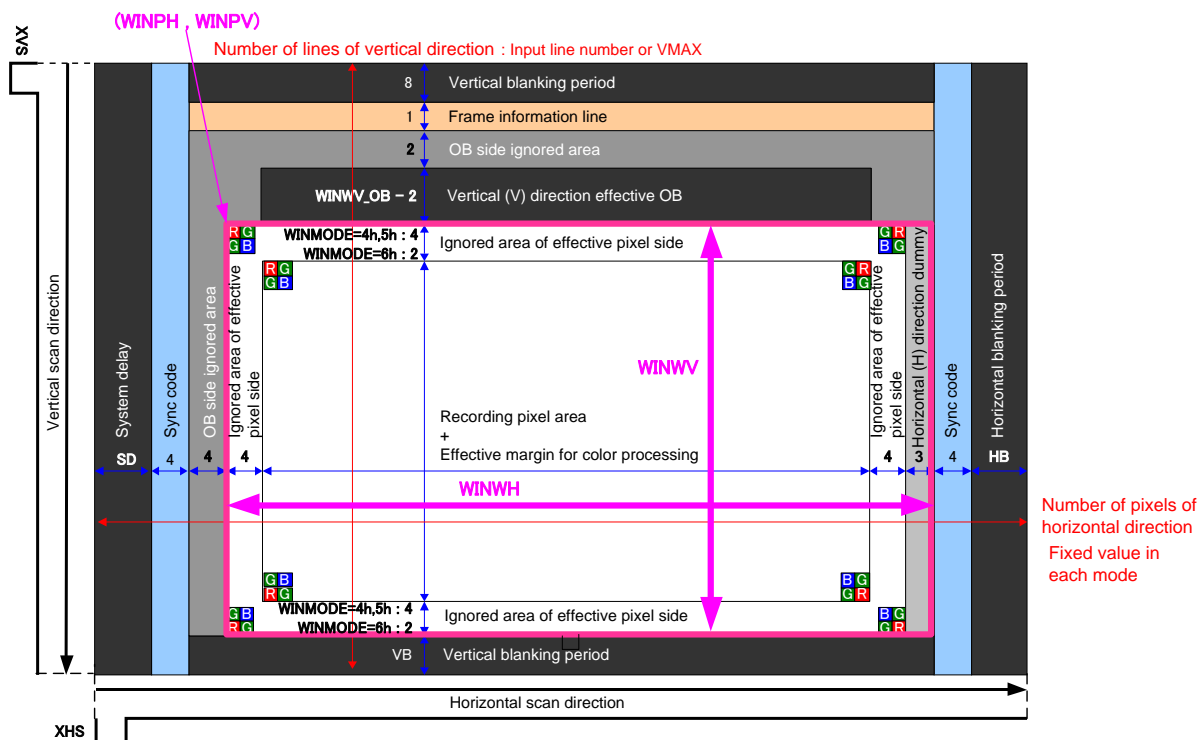 (WINPH , WINPV)
XVS
Number of lines of vertical direction : Input line number or VMAX
8 Vertical blanking period
1 Frame information line
2 OB side ignored area
WINWV_OB − 2 Vertical (V) direction effective OB
R G
G B
WINMODE=4h,5h : 4
WINMODE=6h : 2
Ignored area of effective pixel side
G R
B G
R G
G B
G R
B G
Vertical scan direction
System delay
SD
Sync code
4
OB side ignored area
4
Ignored area of effective
pixel side
4
WINWV
Recording pixel area
+
Effective margin for color processing
WINWH
Ignored area of effective
pixel side
4
Horizontal (H) direction dummy
3
Sync code
4
Horizontal blanking period
HB
Number of pixels of
horizontal direction
Fixed value in
each mode
G B
R G
B G
G R
G B
R G
WINMODE=4h,5h : 4
WINMODE=6h : 2
Ignored area of effective pixel side
B G
G R
VB Vertical blanking period
Horizontal scan direction
XHS